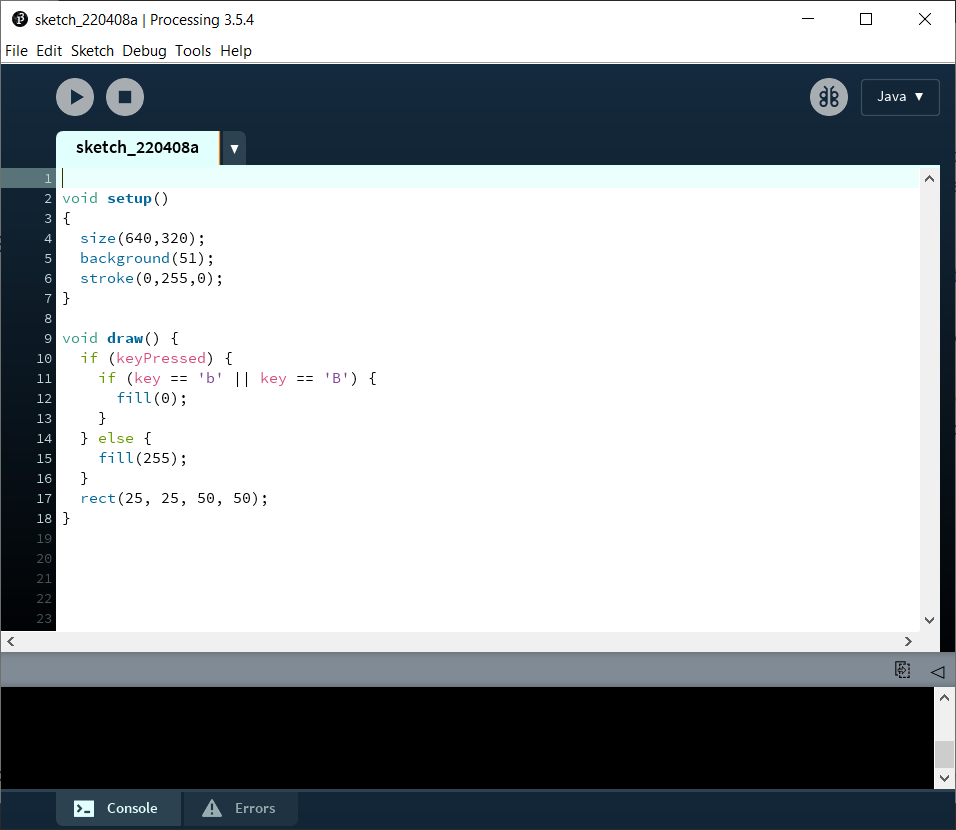 sketch_220408a | Processing 3.5.4
File Edit Sketch Debug Tools Help
Java ▼
sketch_220408a ▼
1
2 void setup()
3 {
4   size(640,320);
5   background(51);
6   stroke(0,255,0);
7 }
8
9 void draw() {
10   if (keyPressed) {
11     if (key == 'b' || key == 'B') {
12       fill(0);
13     }
14   } else {
15     fill(255);
16   }
17   rect(25, 25, 50, 50);
18 }
19
20
21
22
23
Console Errors